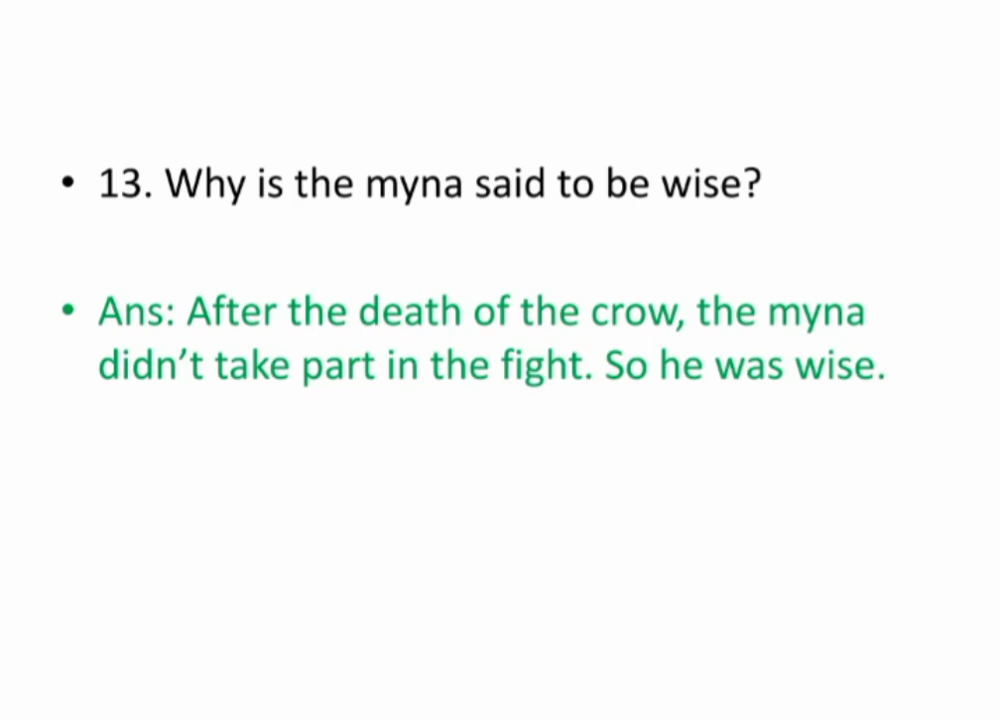 • 13. Why is the myna said to be wise?
• Ans: After the death of the crow, the myna
didn’t take part in the fight. So he was wise.